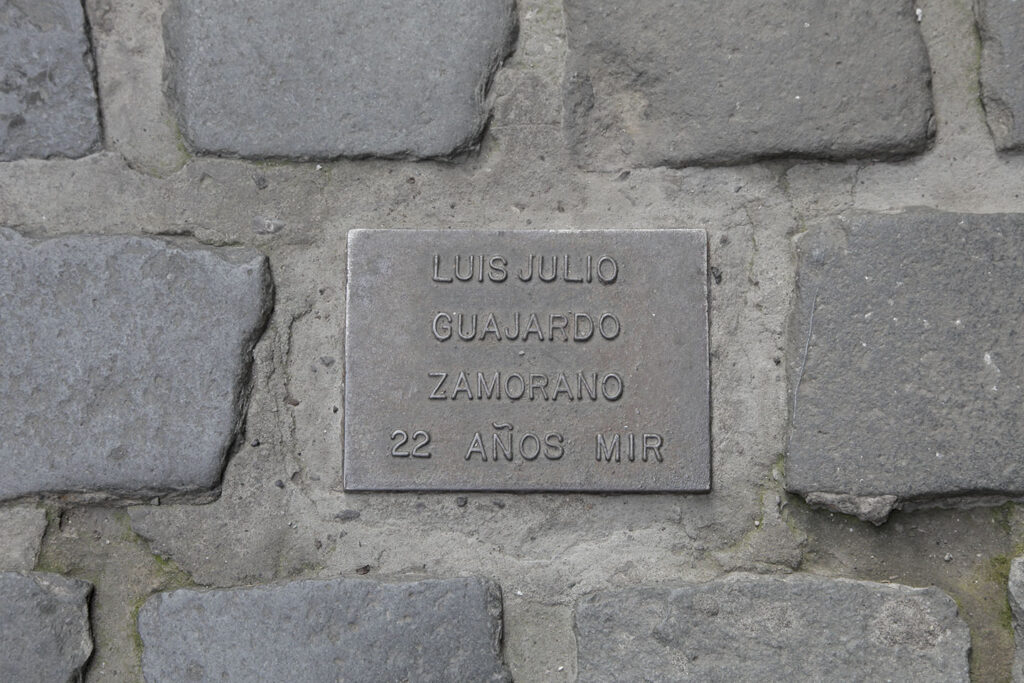 LUIS JULIO
GUAJARDO
ZAMORANO
22 AÑOS MIR